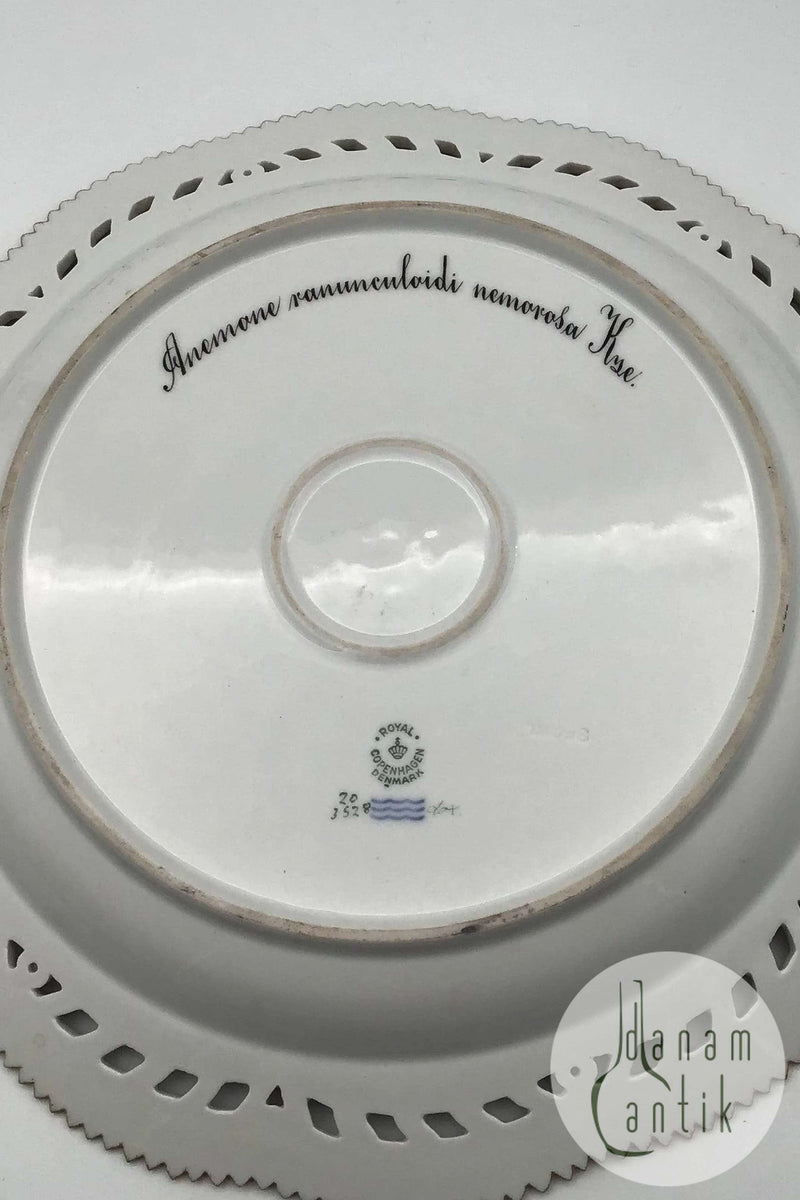 Anemone ranunculoidi nemorosa Kze.
ROYAL
COPENHAGEN
DENMARK
20
3528
danam
antik